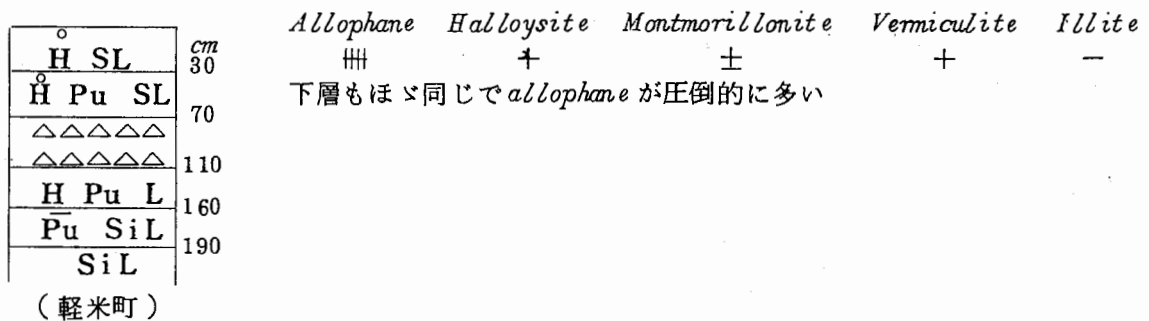 Allophane Halloysite Montmorillonite Vermiculite Illite
卌 + ± + −
下層もほゞ同じでallophaneが圧倒的に多い
cm
H̊ SL
30
H̊ Pu SL
70
△△△△△
△△△△△
110
H Pu L
160
P̅u SiL
190
SiL
(軽米町)